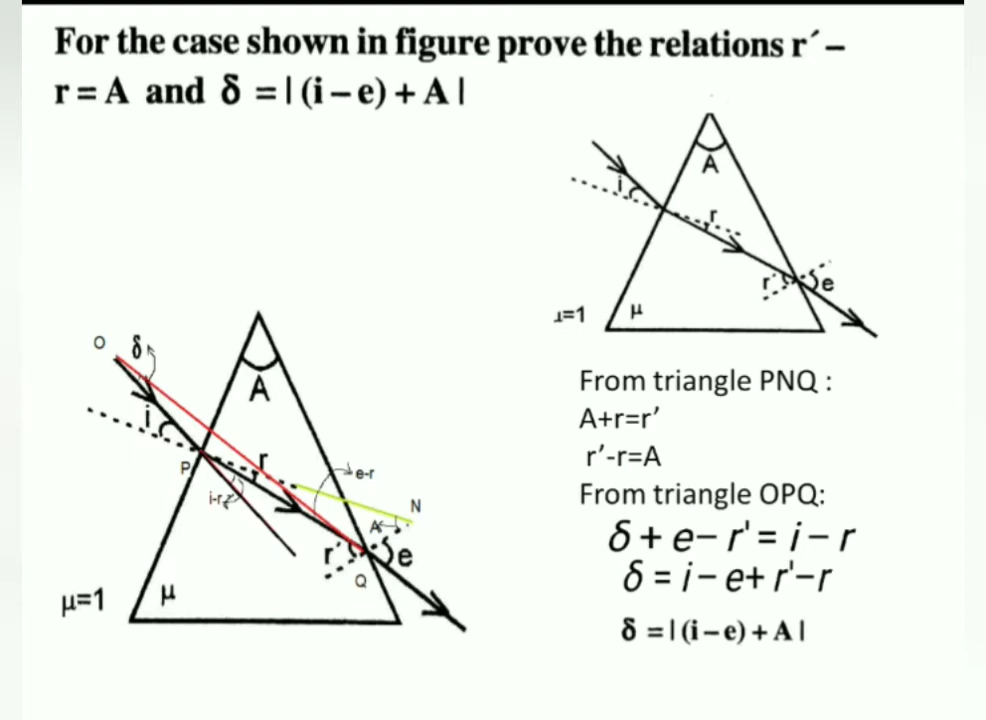 For the case shown in figure prove the relations r´ –
r = A and δ = | (i – e) + A |
A
i
r
r'
e
μ
=1
From triangle PNQ :
A+r=r’
r’-r=A
From triangle OPQ:
δ + e – r' = i – r
δ = i – e+ r'–r
δ = | (i – e) + A |
O
δ
A
i
P
r
e-r
i-r
N
A
r'
e
Q
μ=1
μ